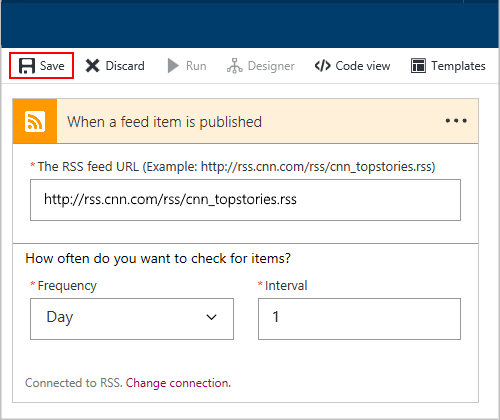 Save Discard Run Designer </> Code view Templates
When a feed item is published
* The RSS feed URL (Example: http://rss.cnn.com/rss/cnn_topstories.rss)
http://rss.cnn.com/rss/cnn_topstories.rss
How often do you want to check for items?
* Frequency * Interval
Day 1
Connected to RSS. Change connection.